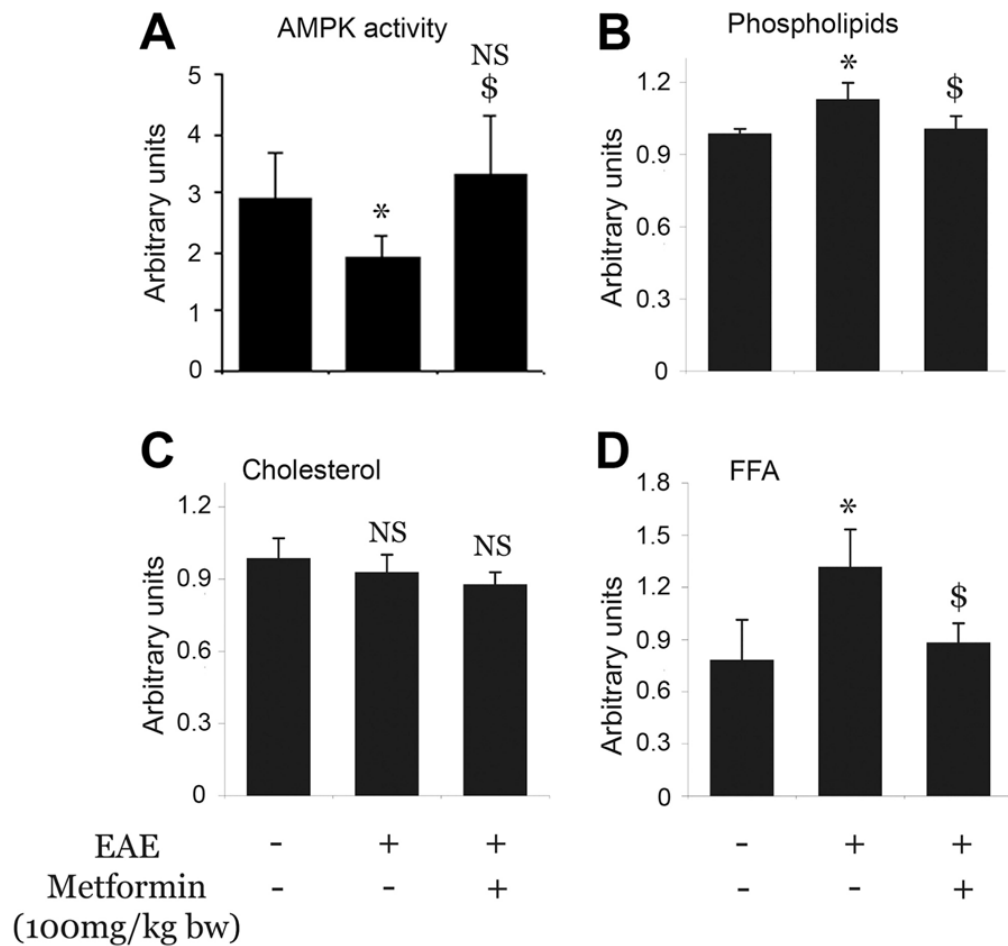 A AMPK activity
NS
$
*
5
4
3
2
1
0
Arbitrary units
B Phospholipids
*
$
1.2
0.9
0.6
0.3
0
Arbitrary units
C Cholesterol
NS
NS
1.2
0.9
0.6
0.3
0
Arbitrary units
D FFA
*
$
1.8
1.5
1.2
0.9
0.6
0.3
0
Arbitrary units
EAE - + + - + +
Metformin - - + - - +
(100mg/kg bw)